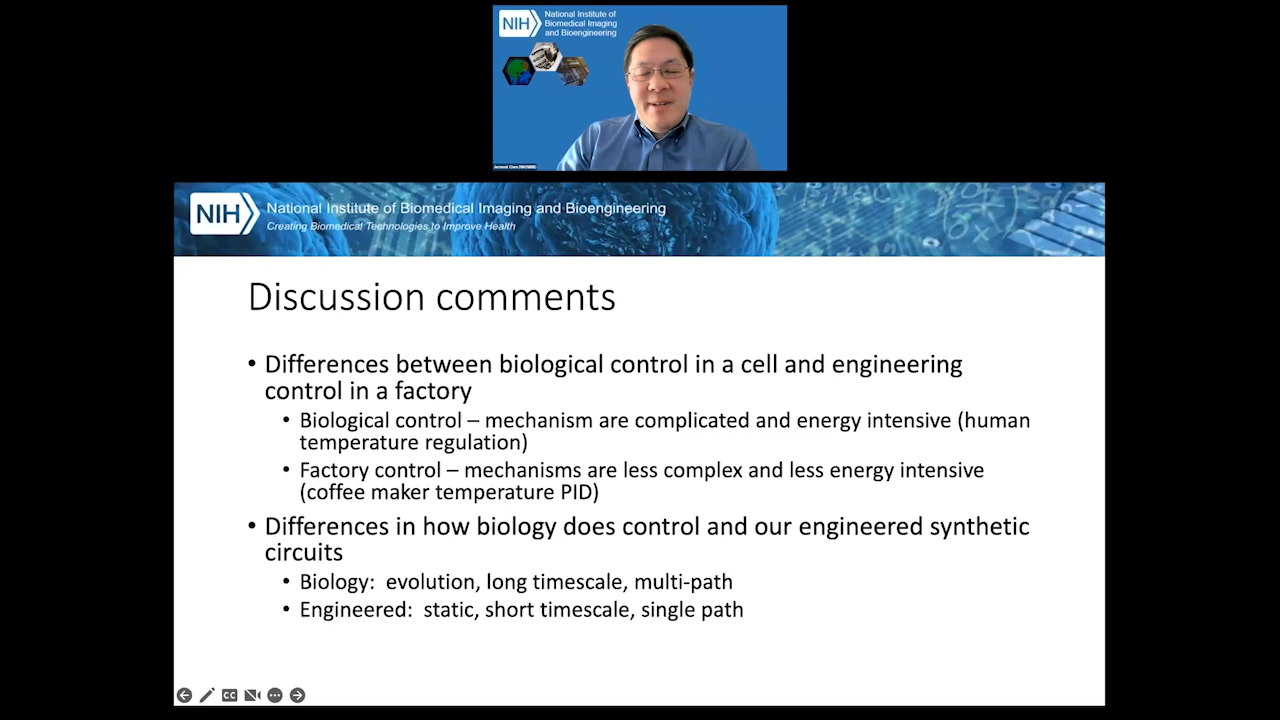 NIH
National Institute of
Biomedical Imaging
and Bioengineering
NIH
National Institute of Biomedical Imaging and Bioengineering
Creating Biomedical Technologies to Improve Health
Discussion comments
• Differences between biological control in a cell and engineering
control in a factory
• Biological control – mechanism are complicated and energy intensive (human
temperature regulation)
• Factory control – mechanisms are less complex and less energy intensive
(coffee maker temperature PID)
• Differences in how biology does control and our engineered synthetic
circuits
• Biology: evolution, long timescale, multi-path
• Engineered: static, short timescale, single path
CC